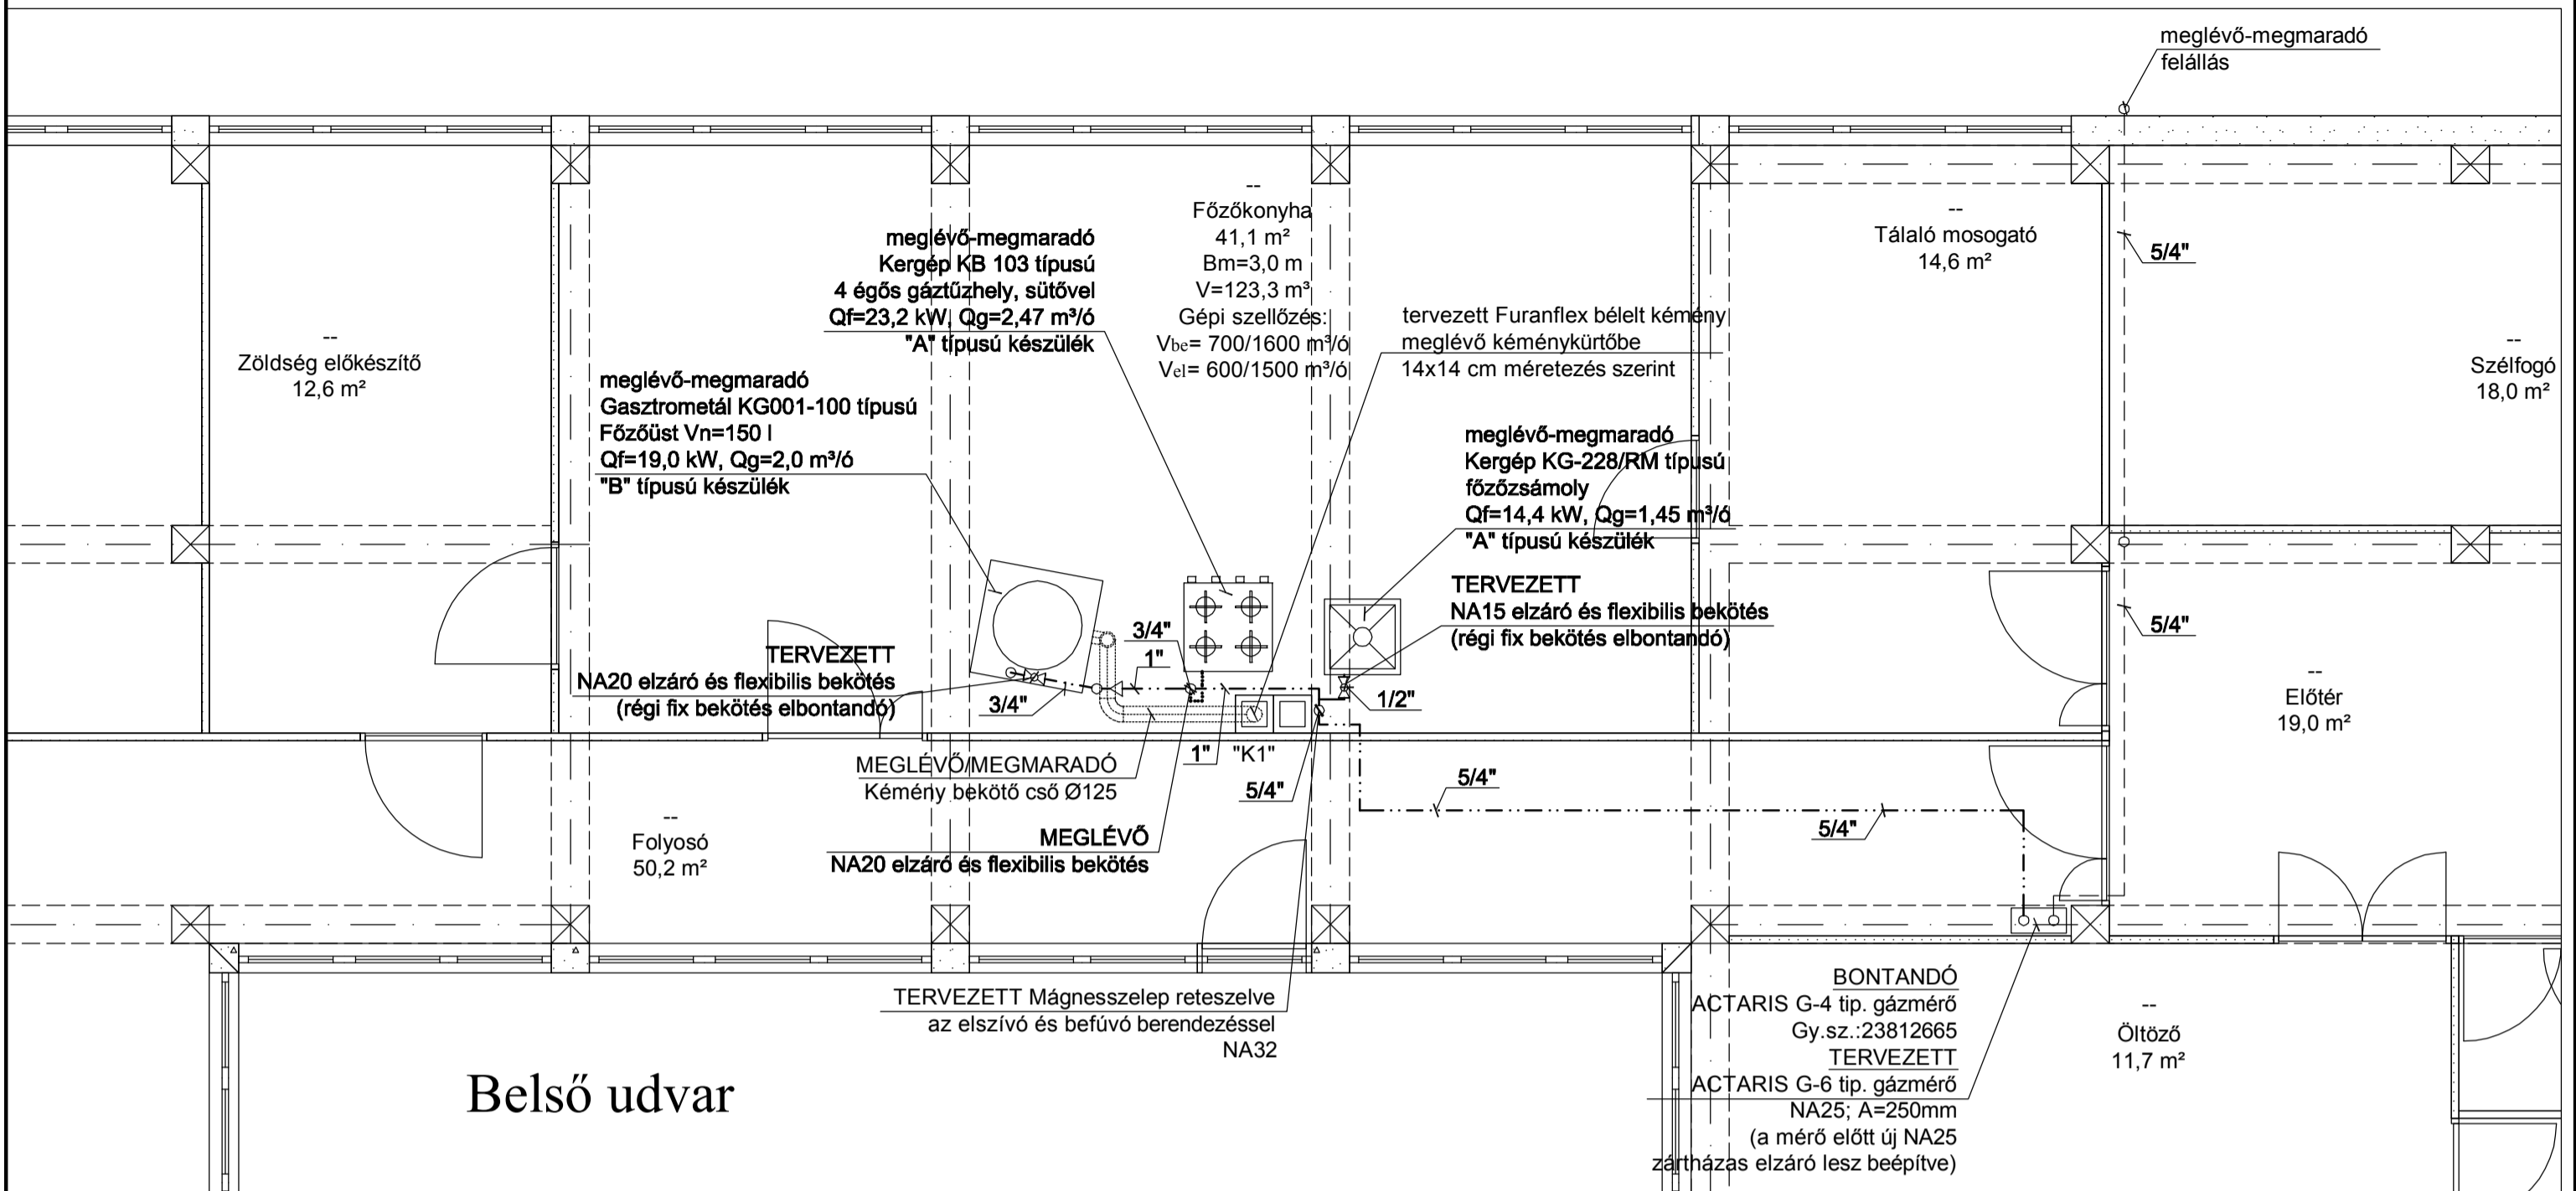 meglévő-megmaradó
felállás
--
Főzőkonyha
41,1 m²
Bm=3,0 m
V=123,3 m³
Gépi szellőzés:
Vbe= 700/1600 m³/ó
Vel= 600/1500 m³/ó
meglévő-megmaradó
Kergép KB 103 típusú
4 égős gáztűzhely, sütővel
Qf=23,2 kW, Qg=2,47 m³/ó
"A" típusú készülék
--
Tálaló mosogató
14,6 m²
5/4"
tervezett Furanflex bélelt kémény
meglévő kéménykürtőbe
14x14 cm méretezés szerint
--
Zöldség előkészítő
12,6 m²
--
Szélfogó
18,0 m²
meglévő-megmaradó
Gasztrometál KG001-100 típusú
Főzőüst Vn=150 l
Qf=19,0 kW, Qg=2,0 m³/ó
"B" típusú készülék
meglévő-megmaradó
Kergép KG-228/RM típusú
főzőzsámoly
Qf=14,4 kW, Qg=1,45 m³/ó
"A" típusú készülék
TERVEZETT
NA15 elzáró és flexibilis bekötés
(régi fix bekötés elbontandó)
5/4"
3/4"
1"
TERVEZETT
NA20 elzáró és flexibilis bekötés
(régi fix bekötés elbontandó)
3/4"
1/2"
--
Előtér
19,0 m²
1"
"K1"
MEGLÉVŐ/MEGMARADÓ
Kémény bekötő cső Ø125
5/4"
5/4"
5/4"
--
Folyosó
50,2 m²
MEGLÉVŐ
NA20 elzáró és flexibilis bekötés
TERVEZETT Mágnesszelep reteszelve
az elszívó és befúvó berendezéssel
NA32
BONTANDÓ
ACTARIS G-4 tip. gázmérő
Gy.sz.:23812665
TERVEZETT
ACTARIS G-6 tip. gázmérő
NA25; A=250mm
(a mérő előtt új NA25
zártházas elzáró lesz beépítve)
--
Öltöző
11,7 m²
Belső udvar